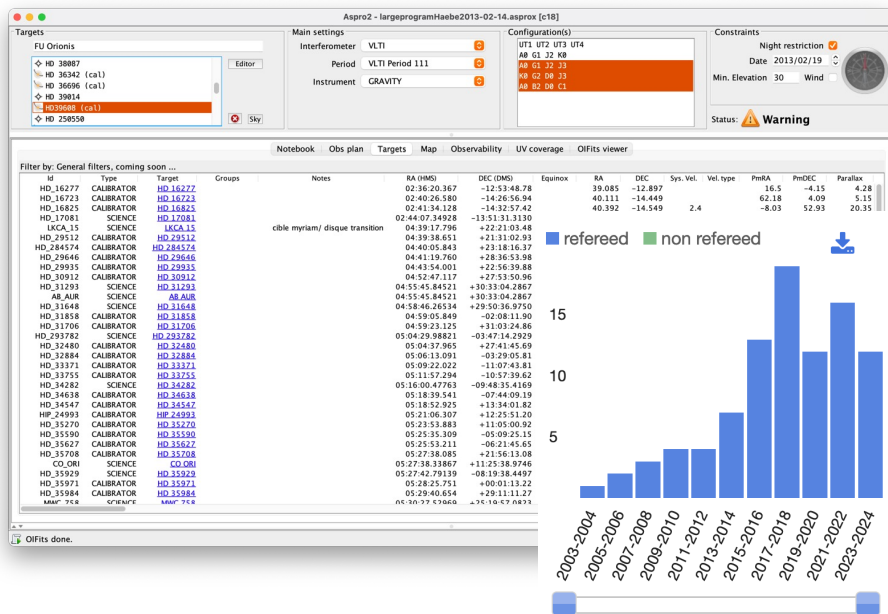 Aspro2 - largeprogramHaebe2013-02-14.asprox [c18]
Targets
FU Orionis
HD 38087
HD 36342 (cal)
HD 36696 (cal)
HD 39014
HD39608 (cal)
HD 250550
Editor
Sky
Main settings
Interferometer VLTI
Period VLTI Period 111
Instrument GRAVITY
Configuration(s)
UT1 UT2 UT3 UT4
A0 G1 J2 K0
A0 G1 J2 J3
K0 G2 D0 J3
A0 B2 D0 C1
Constraints
Night restriction
Date 2013/02/19
Min. Elevation 30 Wind
Status: Warning
Notebook Obs plan Targets Map Observability UV coverage OIFits viewer
Filter by: General filters, coming soon ...
Id Type Target Groups Notes RA (HMS) DEC (DMS) Equinox RA DEC Sys. Vel. Vel. type PmRA PmDEC Parallax
HD_16277 CALIBRATOR HD 16277 02:36:20.367 -12:53:48.78 39.085 -12.897 16.5 -4.15 4.28
HD_16723 CALIBRATOR HD 16723 02:40:26.580 -14:26:56.94 40.111 -14.449 62.18 4.09 5.15
HD_16825 CALIBRATOR HD 16825 02:41:34.128 -14:32:57.42 40.392 -14.549 2.4 -8.03 52.93 20.35
HD_17081 SCIENCE HD 17081 02:44:07.34928 -13:51:31.3130
LKCA_15 SCIENCE LKCA 15 cible myriam/ disque transition 04:39:17.796 +22:21:03.48
HD_29512 CALIBRATOR HD 29512 04:39:38.651 +21:31:02.93
HD_284574 CALIBRATOR HD 284574 04:40:05.843 +23:18:16.37
HD_29646 CALIBRATOR HD 29646 04:41:19.760 +28:36:53.98
HD_29935 CALIBRATOR HD 29935 04:43:54.001 +22:56:39.88
HD_30912 CALIBRATOR HD 30912 04:52:47.117 +27:53:50.96
HD_31293 SCIENCE HD 31293 04:55:45.84521 +30:33:04.2867
AB_AUR SCIENCE AB AUR 04:55:45.84521 +30:33:04.2867
HD_31648 SCIENCE HD 31648 04:58:46.26534 +29:50:36.9750
HD_31858 CALIBRATOR HD 31858 04:59:05.849 -02:08:11.90
HD_31706 CALIBRATOR HD 31706 04:59:23.125 +31:03:24.86
HD_293782 SCIENCE HD 293782 05:04:29.98821 -03:47:14.2929
HD_32480 CALIBRATOR HD 32480 05:04:37.965 +27:41:45.69
HD_32884 CALIBRATOR HD 32884 05:06:13.091 -03:29:05.81
HD_33371 CALIBRATOR HD 33371 05:09:22.022 -11:07:43.81
HD_33755 CALIBRATOR HD 33755 05:11:57.294 -10:57:39.62
HD_34282 SCIENCE HD 34282 05:16:00.47763 -09:48:35.4169
HD_34638 CALIBRATOR HD 34638 05:18:39.541 -07:44:09.19
HD_34547 CALIBRATOR HD 34547 05:18:52.925 +13:34:01.82
HIP_24993 CALIBRATOR HIP 24993 05:21:06.307 +12:25:51.20
HD_35270 CALIBRATOR HD 35270 05:23:53.883 +11:05:00.92
HD_35590 CALIBRATOR HD 35590 05:25:35.309 -05:09:25.15
HD_35627 CALIBRATOR HD 35627 05:25:53.211 -06:21:45.65
HD_35708 CALIBRATOR HD 35708 05:27:38.085 +21:56:13.08
CO_ORI SCIENCE CO ORI 05:27:38.33867 +11:25:38.9746
HD_35929 SCIENCE HD 35929 05:27:42.79139 -08:19:38.4497
HD_35971 CALIBRATOR HD 35971 05:28:25.751 +00:01:13.22
HD_35984 CALIBRATOR HD 35984 05:29:40.654 +29:11:11.27
MWC_758 SCIENCE MWC 758 05:30:27.52969 +25:19:57.0823
OIFits done.
refereed non refereed
15
10
5
2003-2004
2005-2006
2007-2008
2009-2010
2011-2012
2013-2014
2015-2016
2017-2018
2019-2020
2021-2022
2023-2024